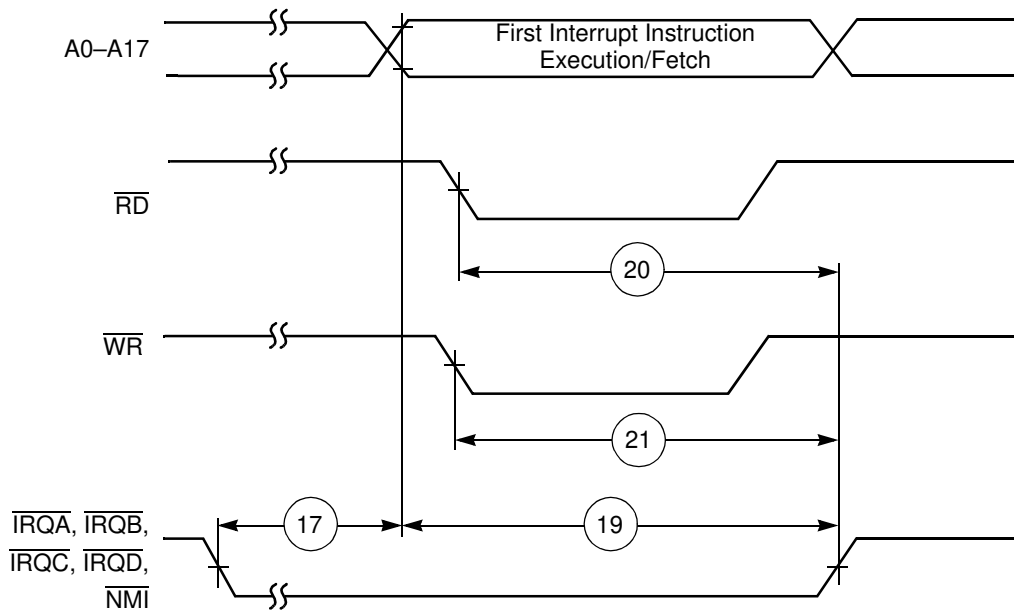 A0–A17
First Interrupt Instruction
Execution/Fetch
RD
20
WR
21
IRQA, IRQB,
IRQC, IRQD,
NMI
17
19